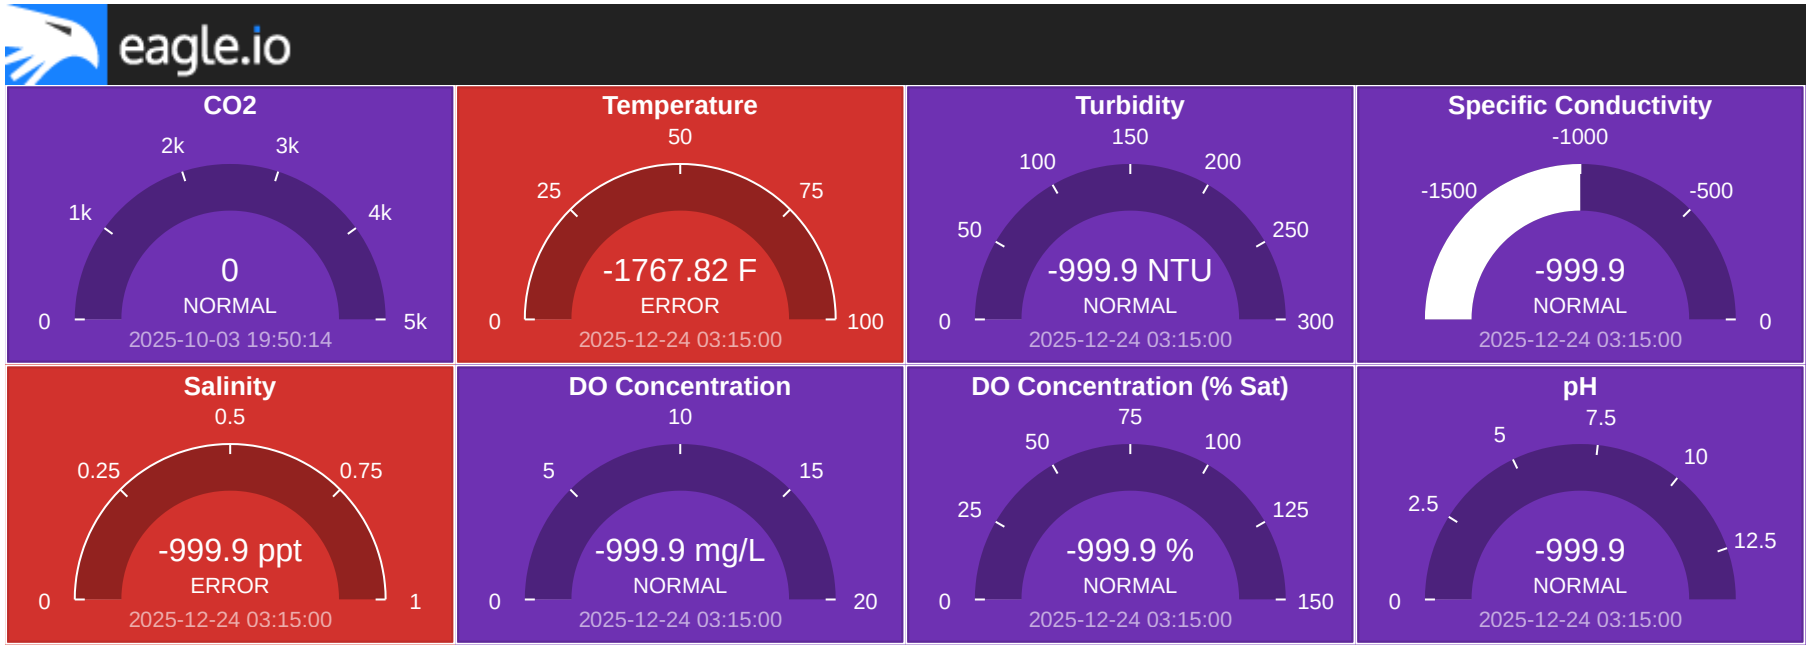 eagle.io
CO2
2k 3k
1k 4k
0
NORMAL
0 5k
2025-10-03 19:50:14
Temperature
50
25 75
-1767.82 F
ERROR
0 100
2025-12-24 03:15:00
Turbidity
150
100 200
50 250
-999.9 NTU
NORMAL
0 300
2025-12-24 03:15:00
Specific Conductivity
-1000
-1500 -500
-999.9
NORMAL
0
2025-12-24 03:15:00
Salinity
0.5
0.25 0.75
-999.9 ppt
ERROR
0 1
2025-12-24 03:15:00
DO Concentration
10
5 15
-999.9 mg/L
NORMAL
0 20
2025-12-24 03:15:00
DO Concentration (% Sat)
75
50 100
25 125
-999.9 %
NORMAL
0 150
2025-12-24 03:15:00
pH
7.5
5 10
2.5 12.5
-999.9
NORMAL
0
2025-12-24 03:15:00